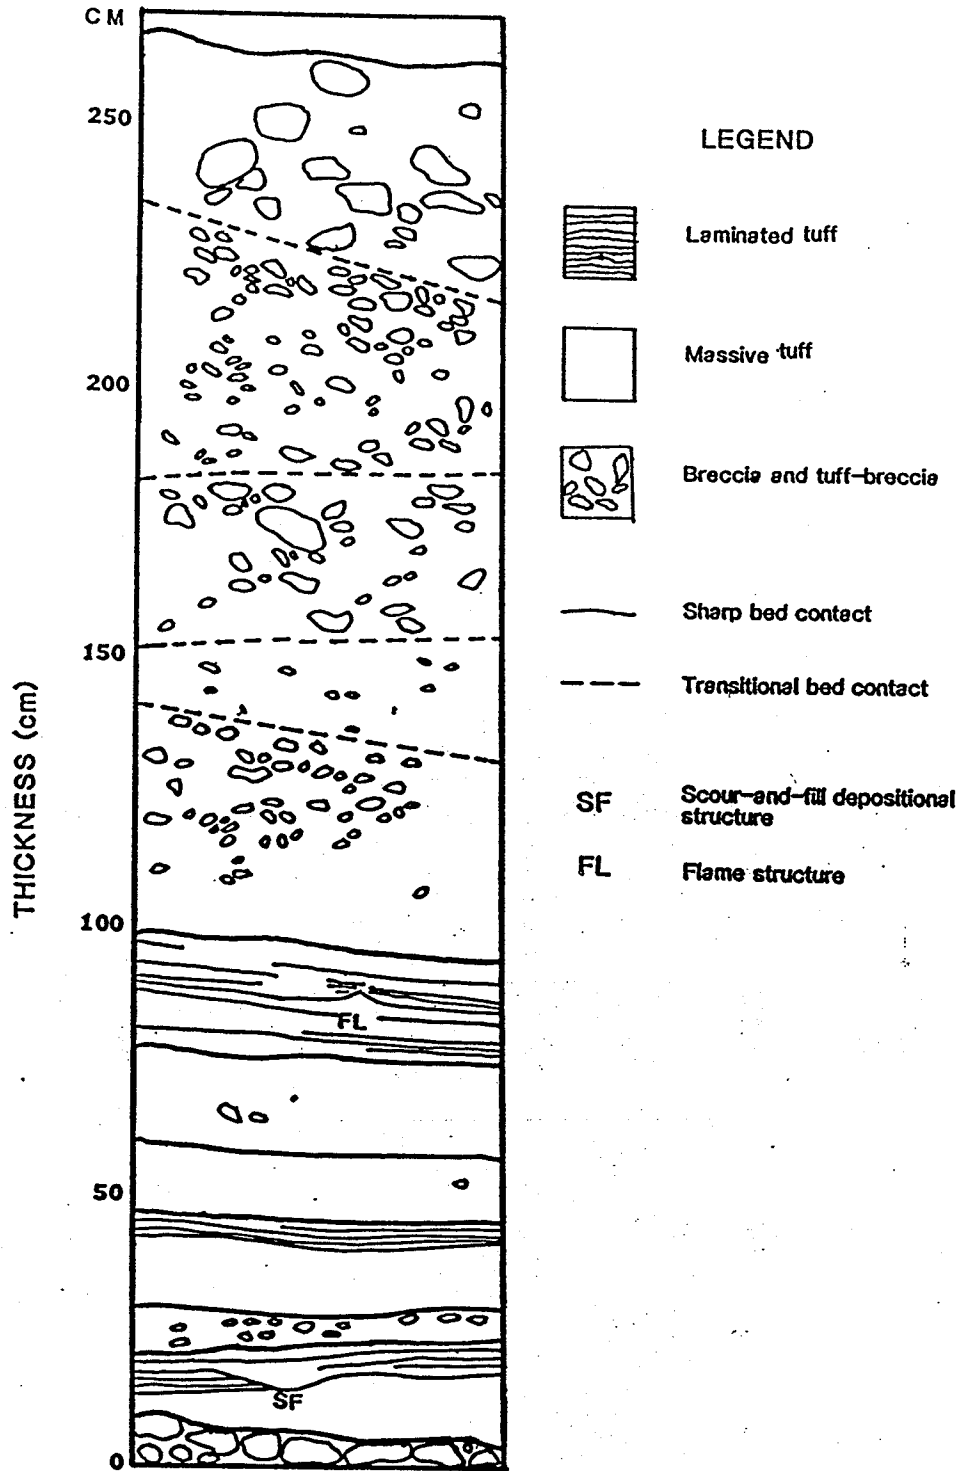 CM
250
200
150
100
50
0
THICKNESS (cm)
FL
SF
LEGEND
Laminated tuff
Massive tuff
Breccia and tuff-breccia
Sharp bed contact
Transitional bed contact
SF Scour-and-fill depositional
structure
FL Flame structure